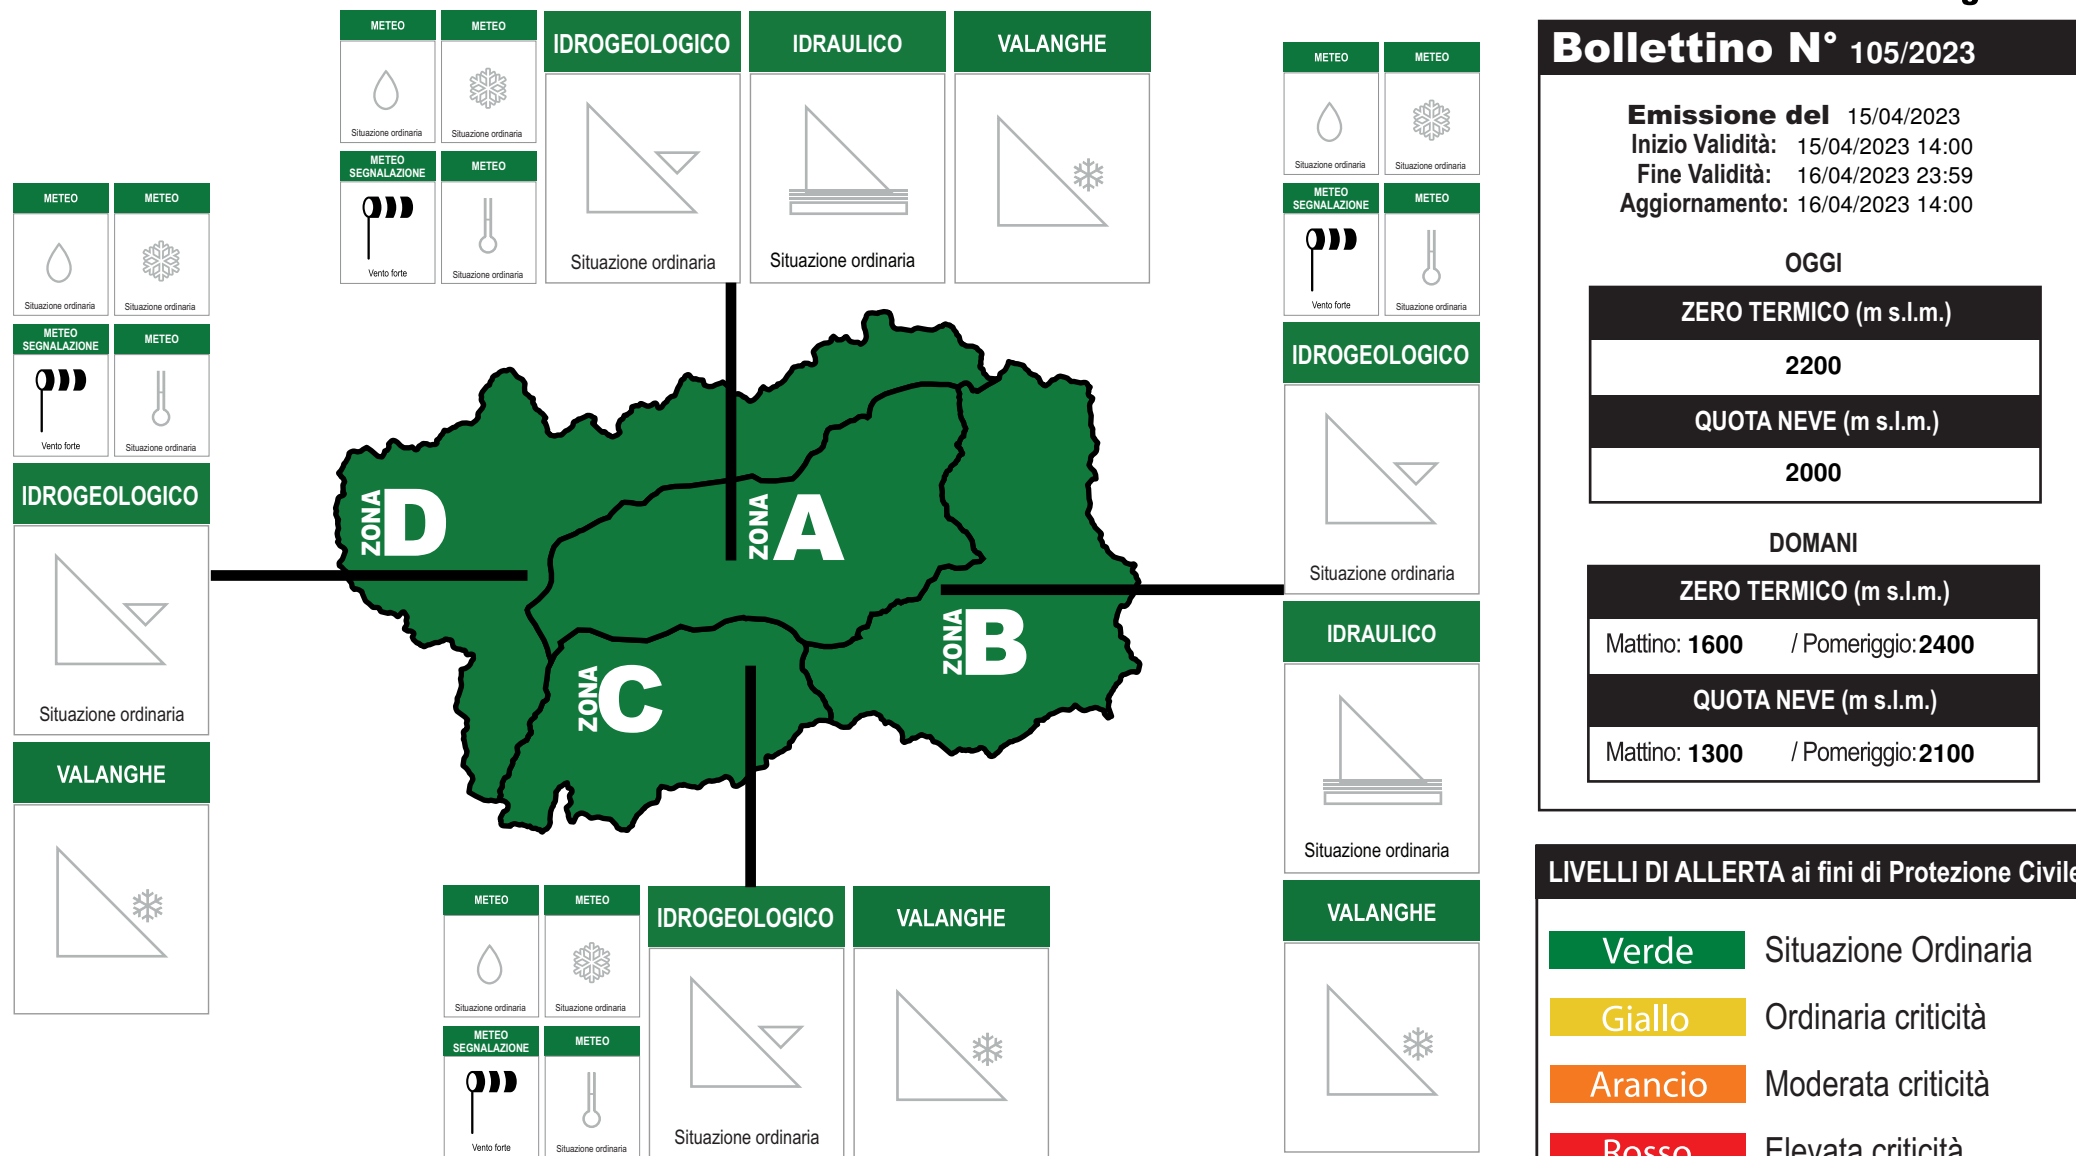 METEO
METEO
Situazione ordinaria
Situazione ordinaria
METEO
SEGNALAZIONE
METEO
Vento forte
Situazione ordinaria
IDROGEOLOGICO
Situazione ordinaria
IDRAULICO
Situazione ordinaria
VALANGHE
METEO
METEO
Situazione ordinaria
Situazione ordinaria
METEO
SEGNALAZIONE
METEO
Vento forte
Situazione ordinaria
IDROGEOLOGICO
Situazione ordinaria
VALANGHE
ZONA D
ZONA A
ZONA B
ZONA C
METEO
METEO
Situazione ordinaria
Situazione ordinaria
METEO
SEGNALAZIONE
METEO
Vento forte
Situazione ordinaria
IDROGEOLOGICO
Situazione ordinaria
VALANGHE
METEO
METEO
Situazione ordinaria
Situazione ordinaria
METEO
SEGNALAZIONE
METEO
Vento forte
Situazione ordinaria
IDROGEOLOGICO
Situazione ordinaria
IDRAULICO
Situazione ordinaria
VALANGHE
Bollettino N° 105/2023
Emissione del 15/04/2023
Inizio Validità: 15/04/2023 14:00
Fine Validità: 16/04/2023 23:59
Aggiornamento: 16/04/2023 14:00
OGGI
ZERO TERMICO (m s.l.m.)
2200
QUOTA NEVE (m s.l.m.)
2000
DOMANI
ZERO TERMICO (m s.l.m.)
Mattino: 1600 / Pomeriggio: 2400
QUOTA NEVE (m s.l.m.)
Mattino: 1300 / Pomeriggio: 2100
LIVELLI DI ALLERTA ai fini di Protezione Civile
Verde Situazione Ordinaria
Giallo Ordinaria criticità
Arancio Moderata criticità
Rosso Elevata criticità